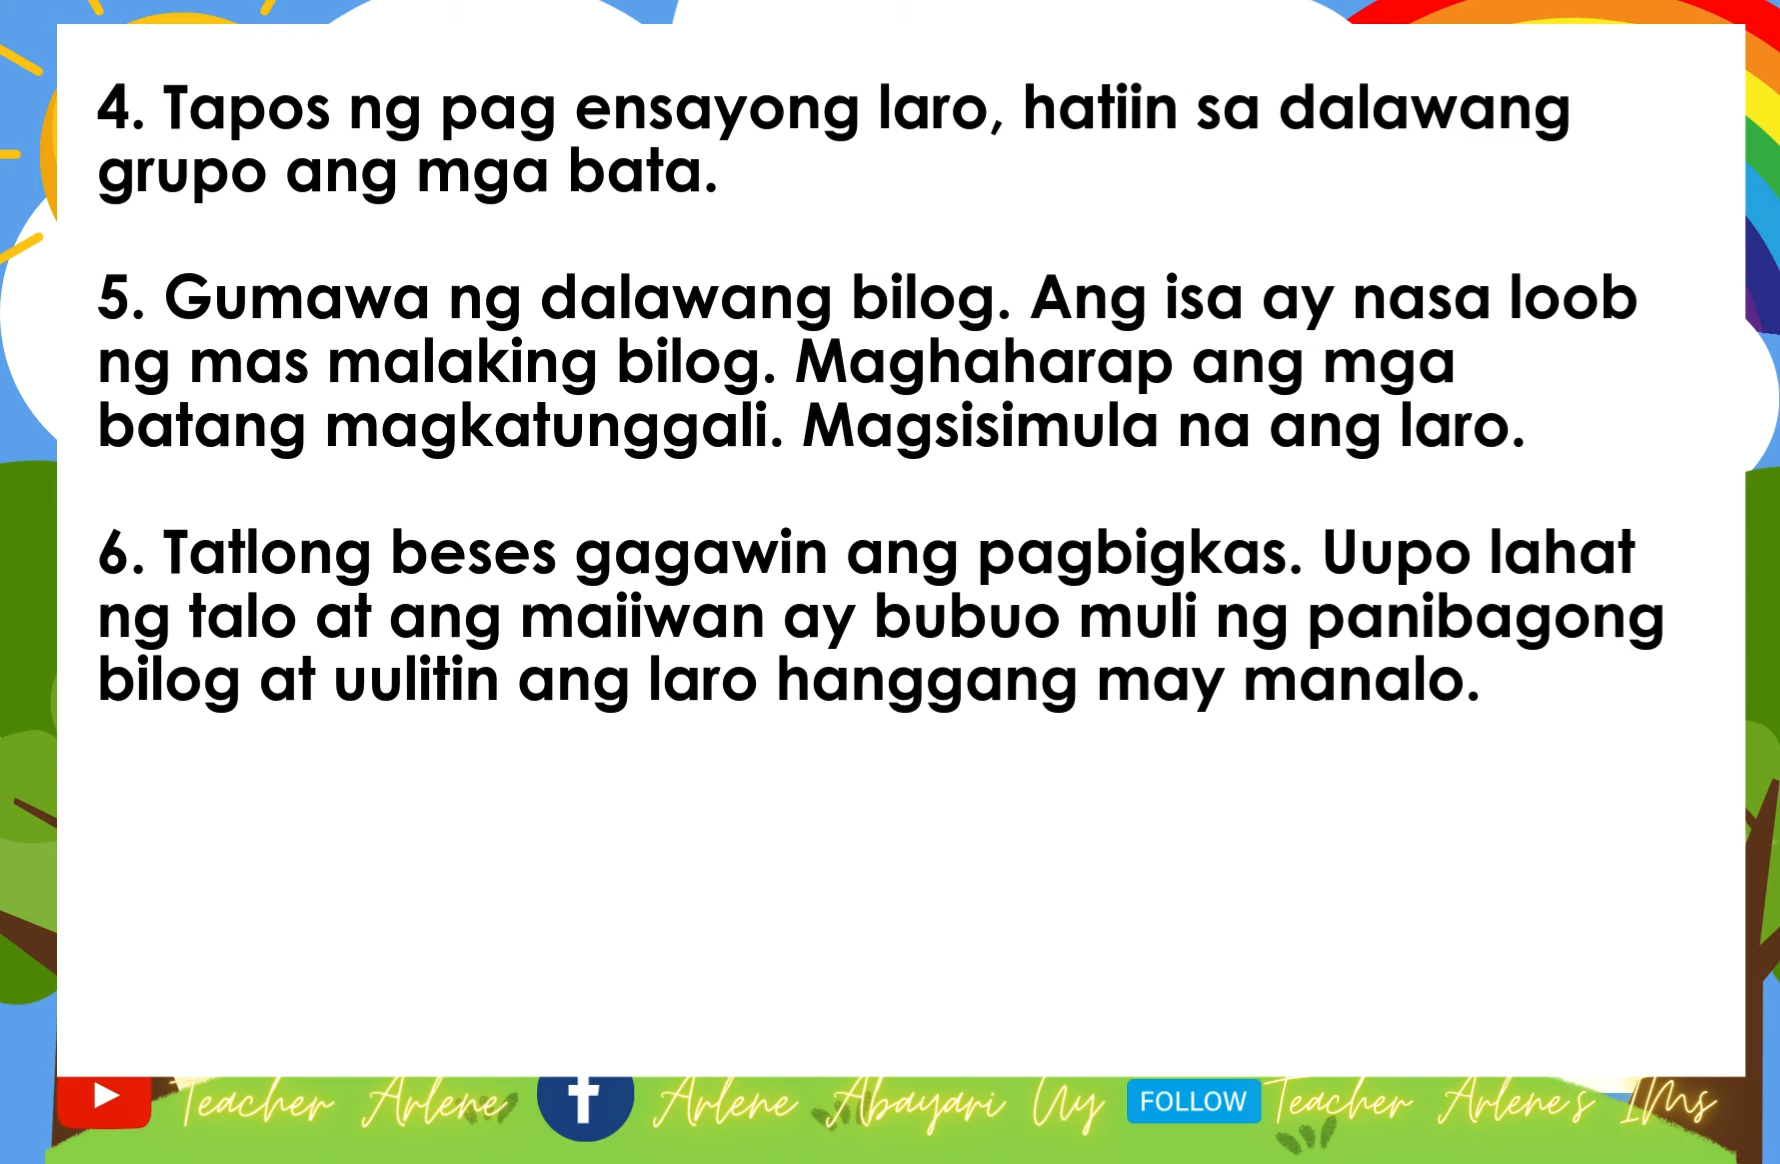 4. Tapos ng pag ensayong laro, hatiin sa dalawang
grupo ang mga bata.
5. Gumawa ng dalawang bilog. Ang isa ay nasa loob
ng mas malaking bilog. Maghaharap ang mga
batang magkatunggali. Magsisimula na ang laro.
6. Tatlong beses gagawin ang pagbigkas. Uupo lahat
ng talo at ang maiiwan ay bubuo muli ng panibagong
bilog at uulitin ang laro hanggang may manalo.
Teacher Arlene Arlene Abayari Uy FOLLOW Teacher Arlene's IMs